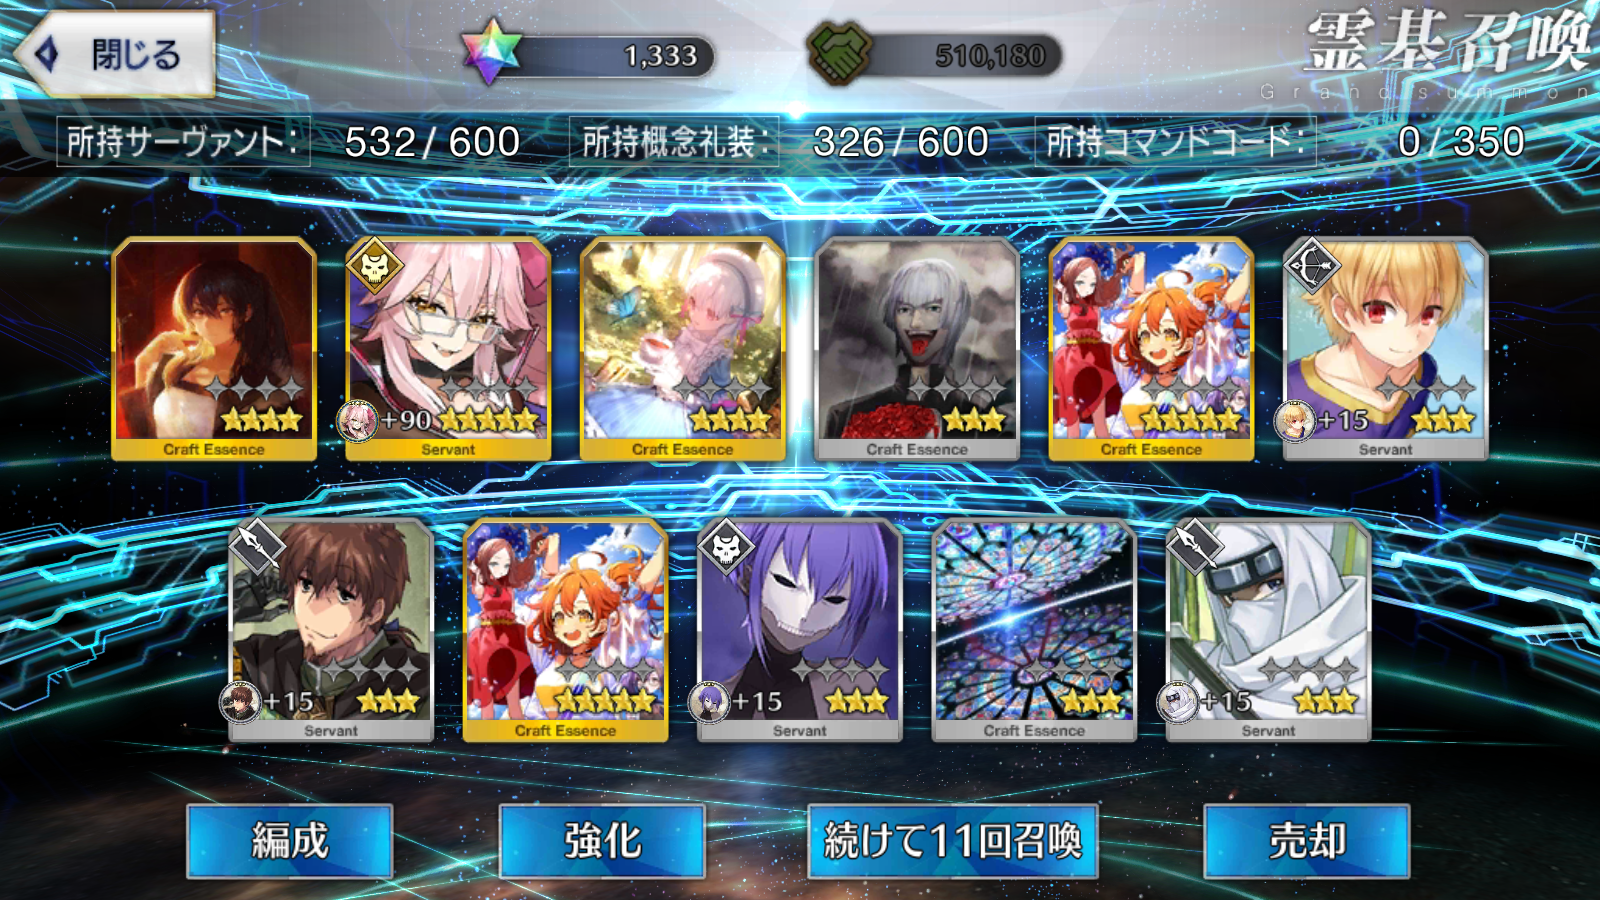 閉じる
1,333
510,180
霊基召喚
Grand summon
所持サーヴァント:
532/600
所持概念礼装:
326/600
所持コマンドコード:
0/350
Craft Essence
+90
Servant
Craft Essence
Craft Essence
Craft Essence
+15
Servant
+15
Servant
Craft Essence
+15
Servant
Craft Essence
+15
Servant
編成
強化
続けて11回召喚
売却